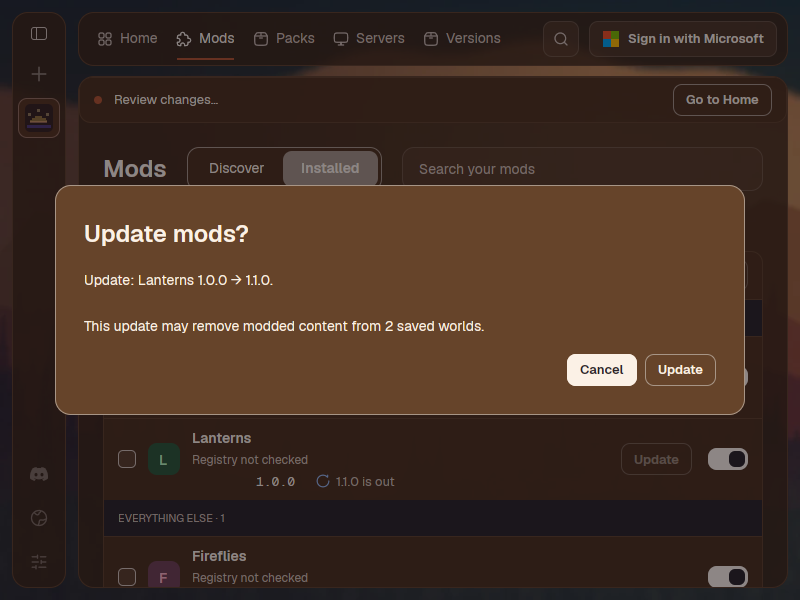 Home
Mods
Packs
Servers
Versions
Sign in with Microsoft
Review changes...
Go to Home
Mods
Discover
Installed
Search your mods
Update mods?
Update: Lanterns 1.0.0 → 1.1.0.
This update may remove modded content from 2 saved worlds.
Cancel
Update
L
Lanterns
Registry not checked
Update
1.0.0
1.1.0 is out
EVERYTHING ELSE · 1
F
Fireflies
Registry not checked